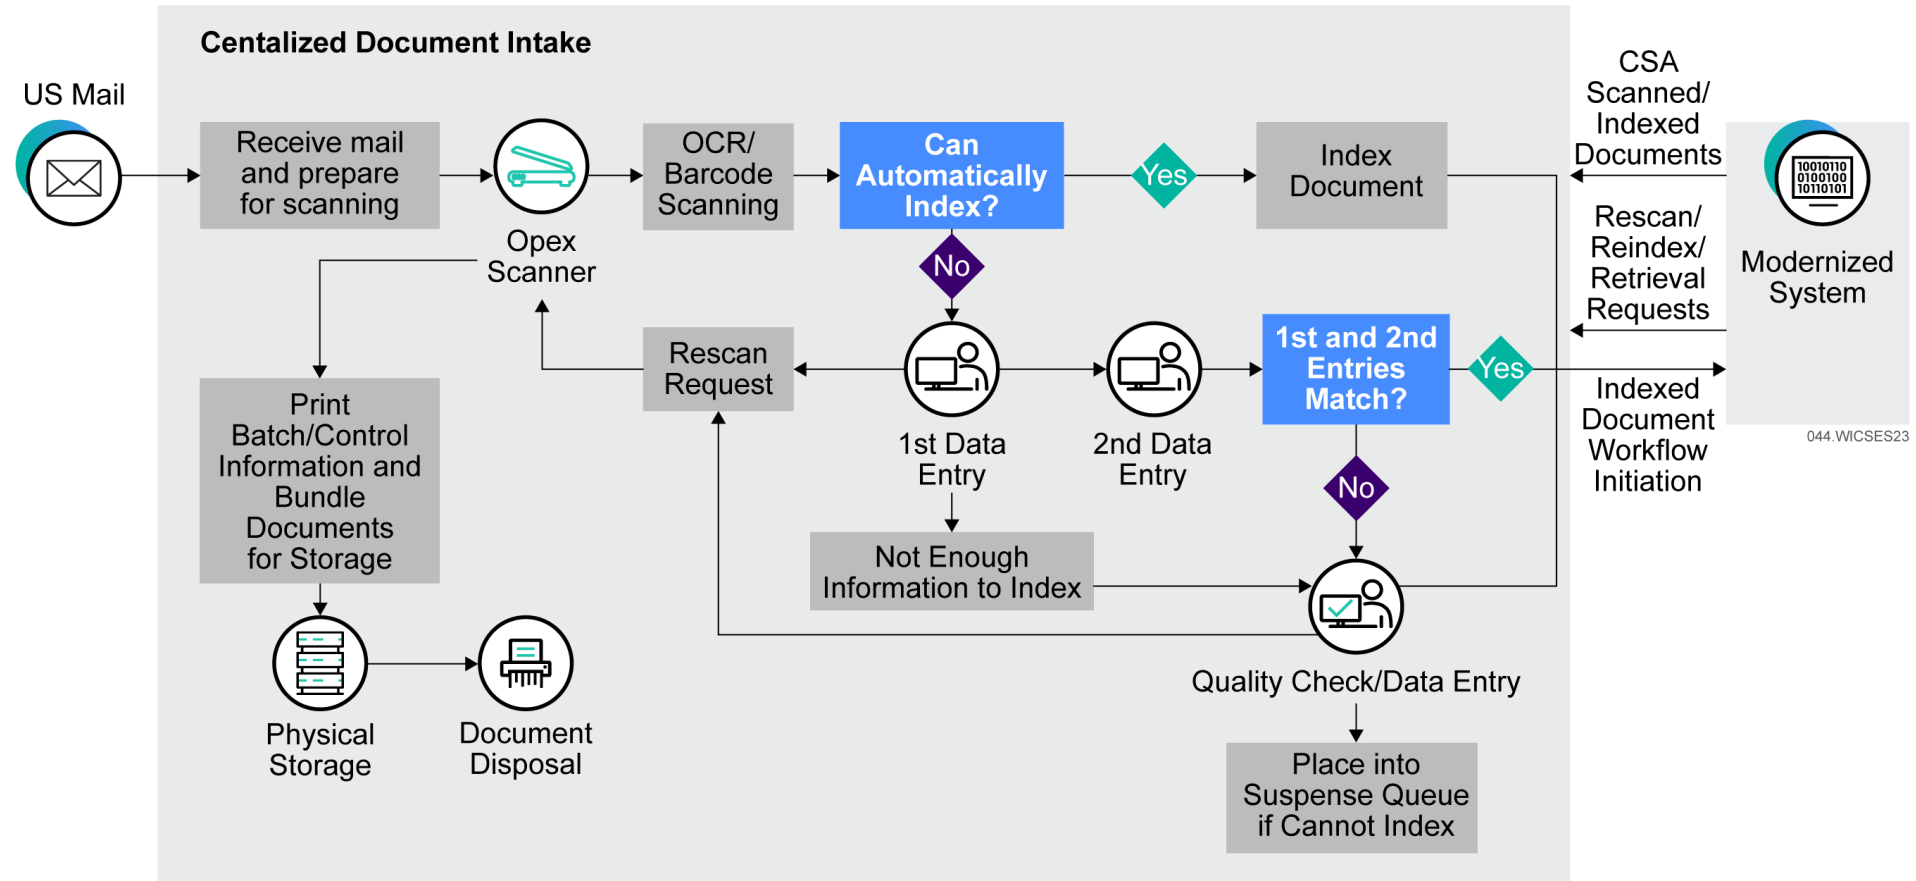 Centalized Document Intake
US Mail
Receive mail
and prepare
for scanning
Opex
Scanner
OCR/
Barcode
Scanning
Can
Automatically
Index?
Yes
Index
Document
No
CSA
Scanned/
Indexed
Documents
10010110
0100100
10110101
Modernized
System
Rescan/
Reindex/
Retrieval
Requests
Rescan
Request
1st Data
Entry
2nd Data
Entry
1st and 2nd
Entries
Match?
Yes
Indexed
Document
Workflow
Initiation
044.WICSES23
No
Print
Batch/Control
Information and
Bundle
Documents
for Storage
Not Enough
Information to Index
Quality Check/Data Entry
Physical
Storage
Document
Disposal
Place into
Suspense Queue
if Cannot Index